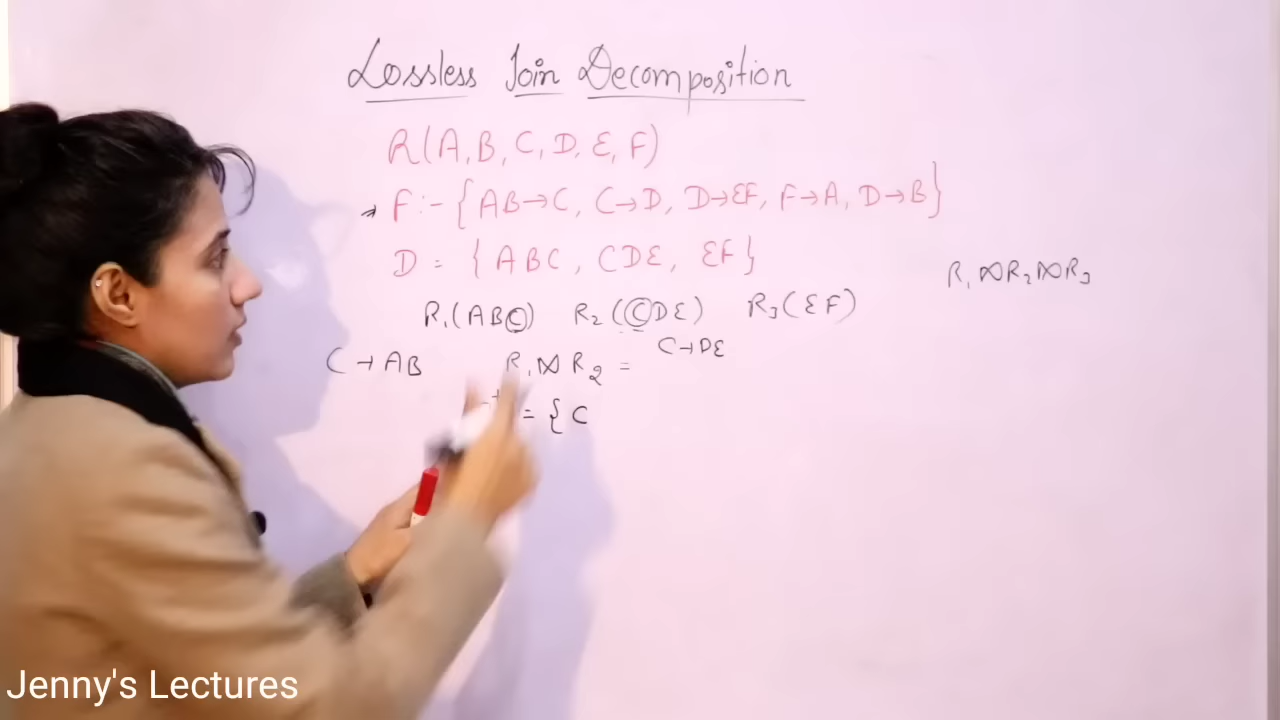 Lossless Join Decomposition
R(A, B, C, D, E, F)
→ F :- {AB→C, C→D, D→EF, F→A, D→B}
D = {ABC, CDE, EF}
R₁⋈R₂⋈R₃
R₁(ABC) R₂(CDE) R₃(EF)
C→AB R₁⋈R₂ = C→DE
+ = {C
Jenny's Lectures